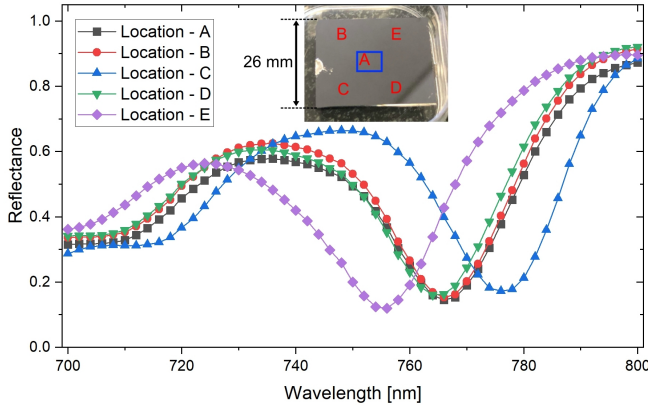 1.0
0.8
0.6
0.4
0.2
0.0
Reflectance
Location - A
Location - B
Location - C
Location - D
Location - E
26 mm
B E
A
C D
700 720 740 760 780 800
Wavelength [nm]